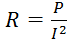 R = P / I²